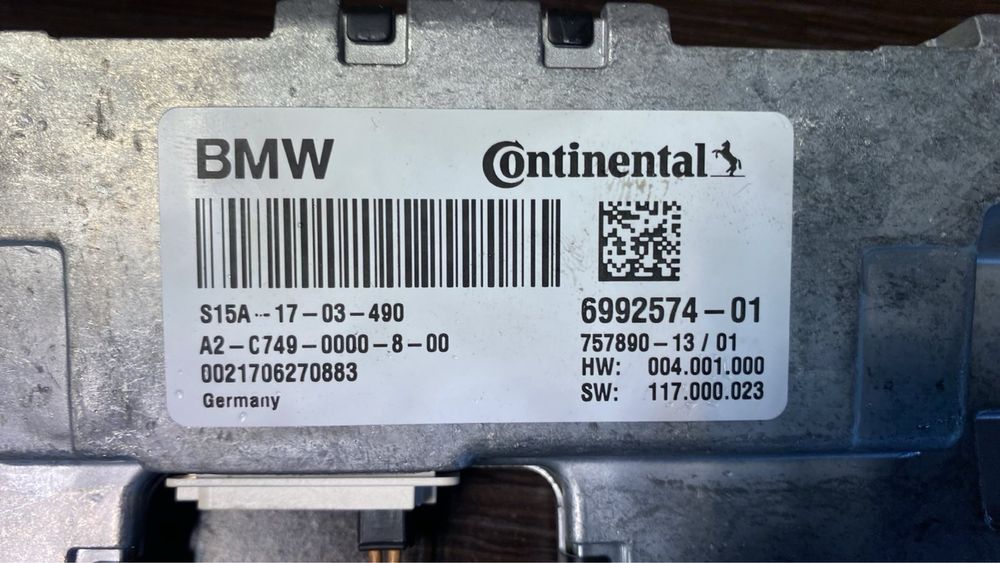 BMW
Continental
S15A--17-03-490
A2-C749-0000-8-00
0021706270883
Germany
6992574-01
757890-13/01
HW: 004.001.000
SW: 117.000.023